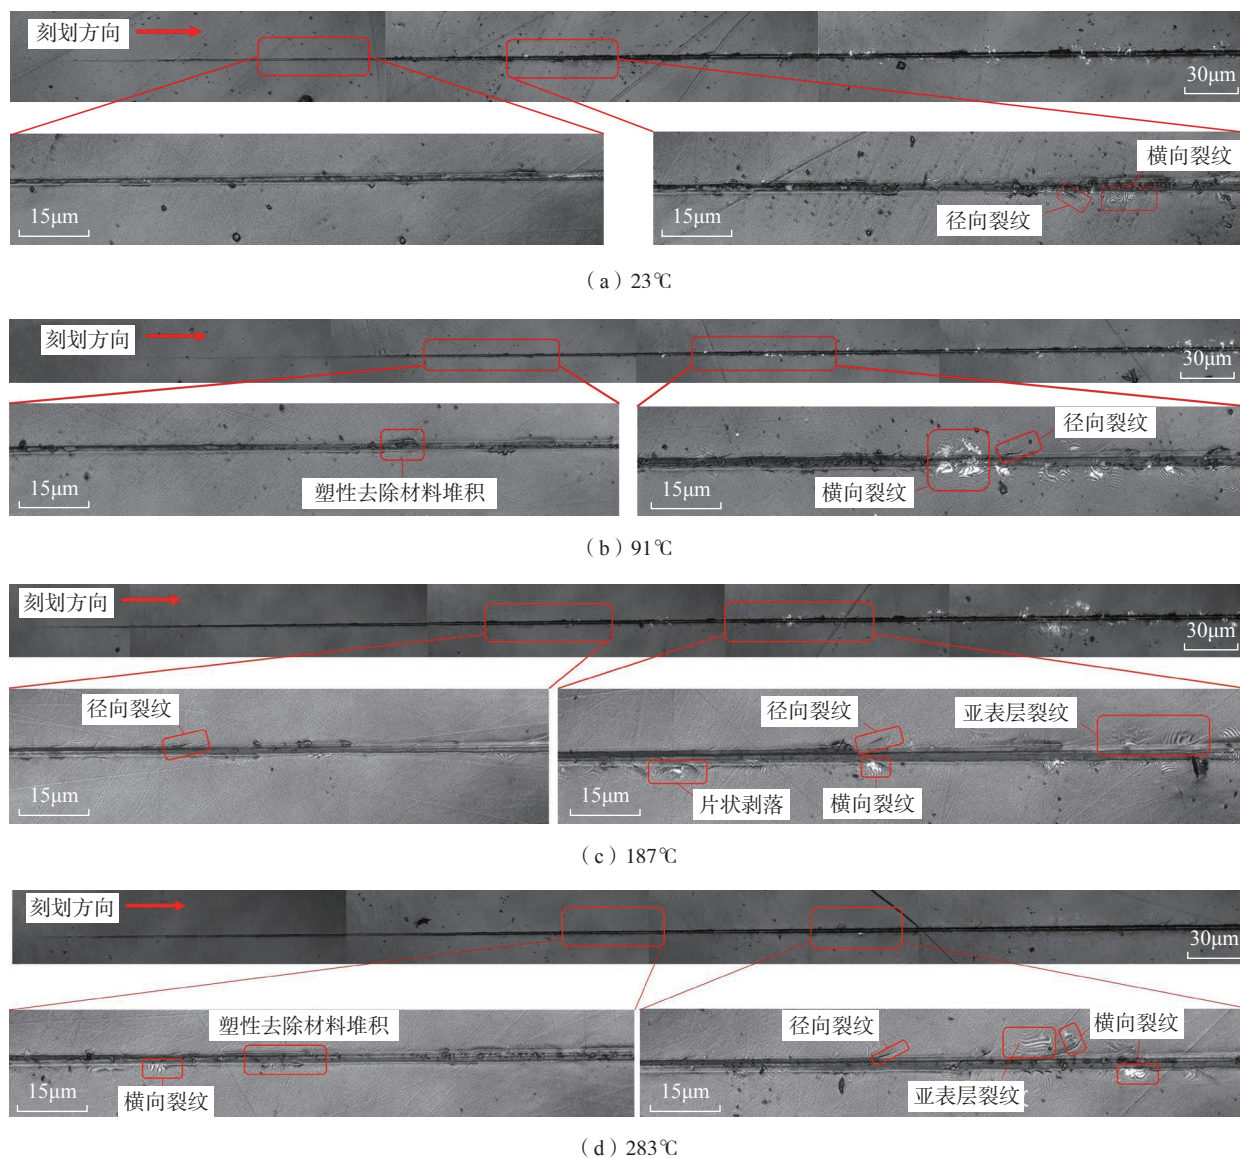 刻划方向
30μm
横向裂纹
径向裂纹
15μm
15μm
（a）23℃
刻划方向
30μm
径向裂纹
塑性去除材料堆积
横向裂纹
15μm
15μm
（b）91℃
刻划方向
30μm
径向裂纹
径向裂纹
亚表层裂纹
15μm
15μm
片状剥落
横向裂纹
（c）187℃
刻划方向
30μm
塑性去除材料堆积
径向裂纹
横向裂纹
15μm
横向裂纹
15μm
亚表层裂纹
（d）283℃